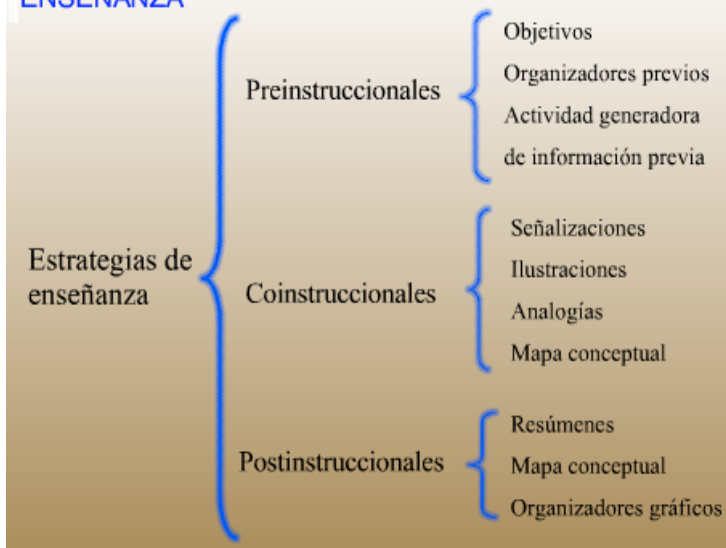 ENSEÑANZA
Objetivos
Preinstruccionales
Organizadores previos
Actividad generadora
de información previa
Estrategias de
enseñanza
Señalizaciones
Ilustraciones
Coinstruccionales
Analogías
Mapa conceptual
Resúmenes
Postinstruccionales
Mapa conceptual
Organizadores gráficos